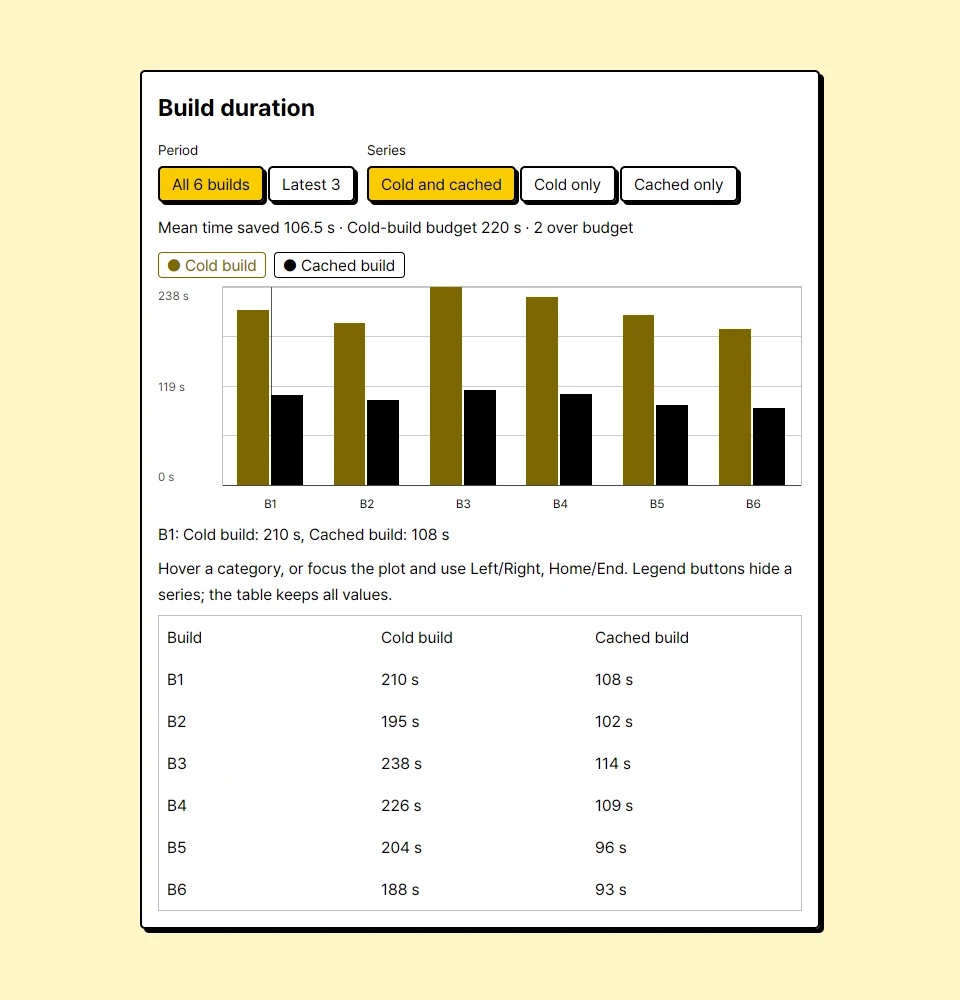 Build duration
Period
Series
All 6 builds
Latest 3
Cold and cached
Cold only
Cached only
Mean time saved 106.5 s · Cold-build budget 220 s · 2 over budget
Cold build
Cached build
238 s
119 s
0 s
B1 B2 B3 B4 B5 B6
B1: Cold build: 210 s, Cached build: 108 s
Hover a category, or focus the plot and use Left/Right, Home/End. Legend buttons hide a
series; the table keeps all values.
Build Cold build Cached build
B1 210 s 108 s
B2 195 s 102 s
B3 238 s 114 s
B4 226 s 109 s
B5 204 s 96 s
B6 188 s 93 s